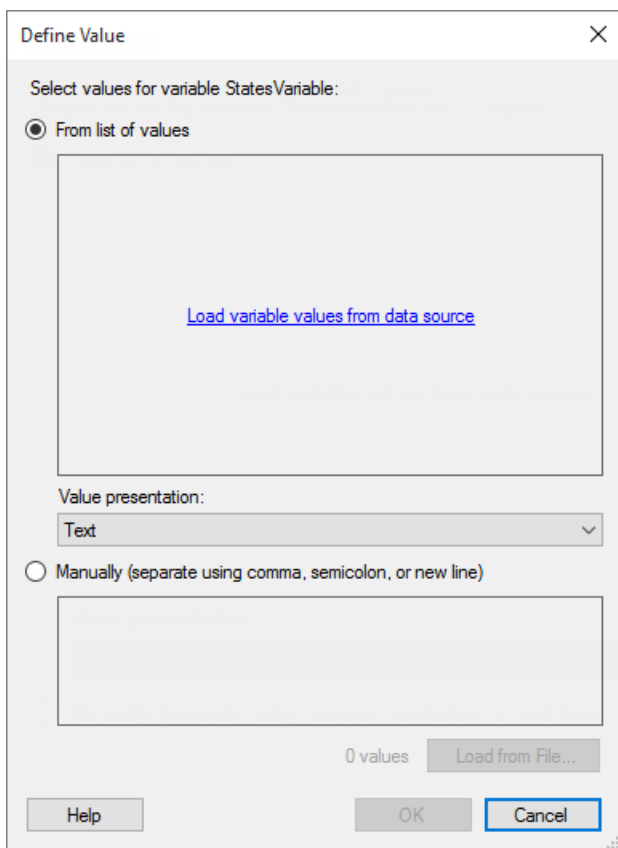 Define Value
Select values for variable StatesVariable:
From list of values
Load variable values from data source
Value presentation:
Text
Manually (separate using comma, semicolon, or new line)
0 values
Load from File...
Help
OK
Cancel